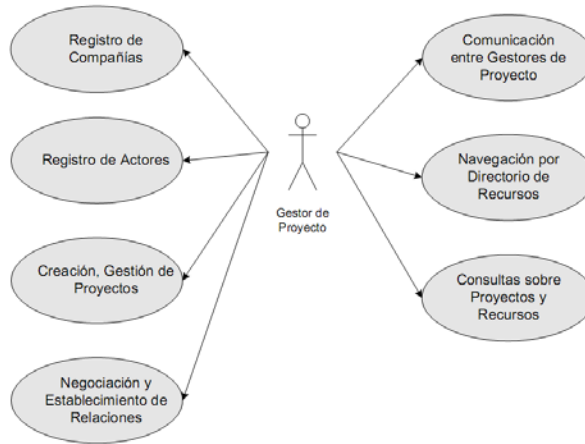 Registro de
Compañías
Registro de Actores
Creación, Gestión de
Proyectos
Negociación y
Establecimiento de
Relaciones
Gestor de
Proyecto
Comunicación
entre Gestores de
Proyecto
Navegación por
Directorio de
Recursos
Consultas sobre
Proyectos y
Recursos